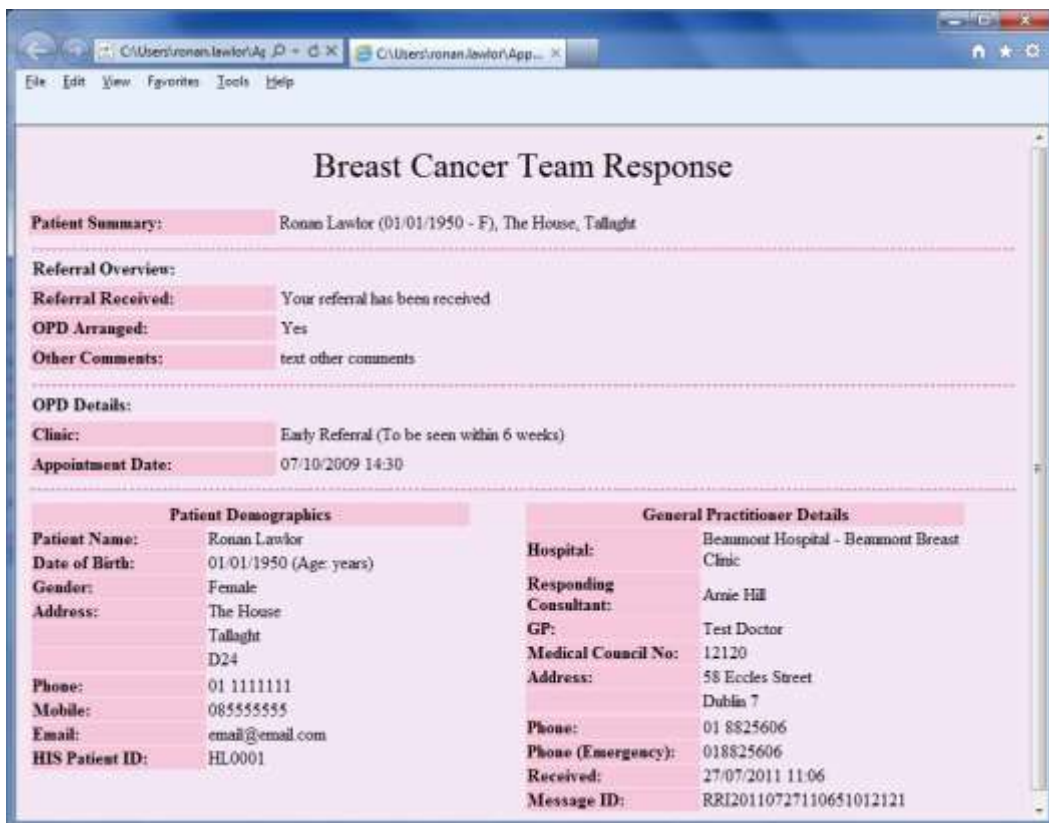 C:\Users\ronan.lawlor\Ap
C:\Users\ronan.lawlor\App...
File Edit View Favorites Tools Help
Breast Cancer Team Response
Patient Summary: Ronan Lawlor (01/01/1950 - F), The House, Tallaght
Referral Overview:
Referral Received: Your referral has been received
OPD Arranged: Yes
Other Comments: text other comments
OPD Details:
Clinic: Early Referral (To be seen within 6 weeks)
Appointment Date: 07/10/2009 14:30
Patient Demographics
Patient Name: Ronan Lawlor
Date of Birth: 01/01/1950 (Age: years)
Gender: Female
Address: The House
Tallaght
D24
Phone: 01 1111111
Mobile: 085555555
Email: email@email.com
HIS Patient ID: HL0001
General Practitioner Details
Hospital: Beaumont Hospital - Beaumont Breast
Clinic
Responding
Consultant: Arnie Hill
GP: Test Doctor
Medical Council No: 12120
Address: 58 Eccles Street
Dublin 7
Phone: 01 8825606
Phone (Emergency): 018825606
Received: 27/07/2011 11:06
Message ID: RRI20110727110651012121